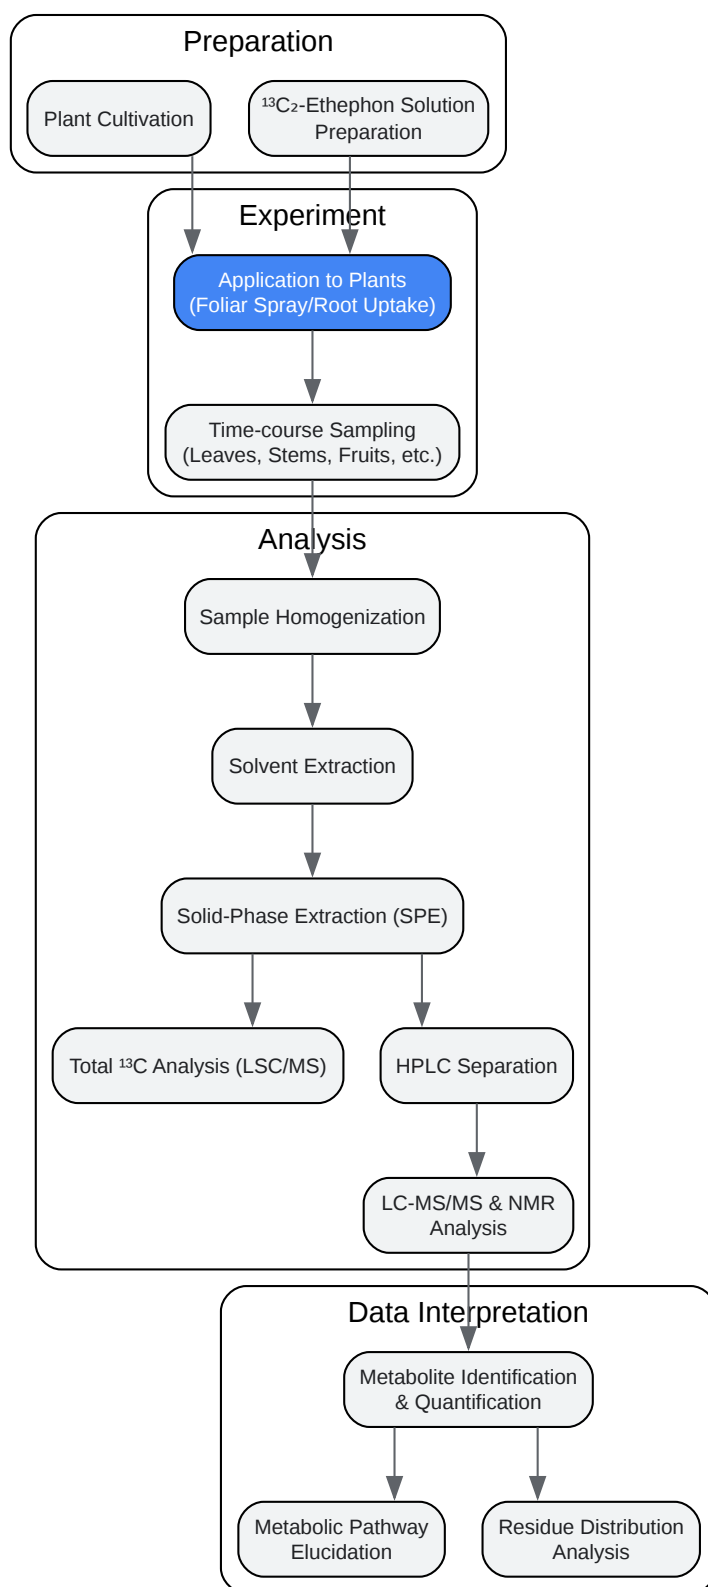 Preparation
Plant Cultivation
¹³C₂-Ethephon Solution
Preparation
Experiment
Application to Plants
(Foliar Spray/Root Uptake)
Time-course Sampling
(Leaves, Stems, Fruits, etc.)
Analysis
Sample Homogenization
Solvent Extraction
Solid-Phase Extraction (SPE)
Total ¹³C Analysis (LSC/MS)
HPLC Separation
LC-MS/MS & NMR
Analysis
Data Interpretation
Metabolite Identification
& Quantification
Metabolic Pathway
Elucidation
Residue Distribution
Analysis